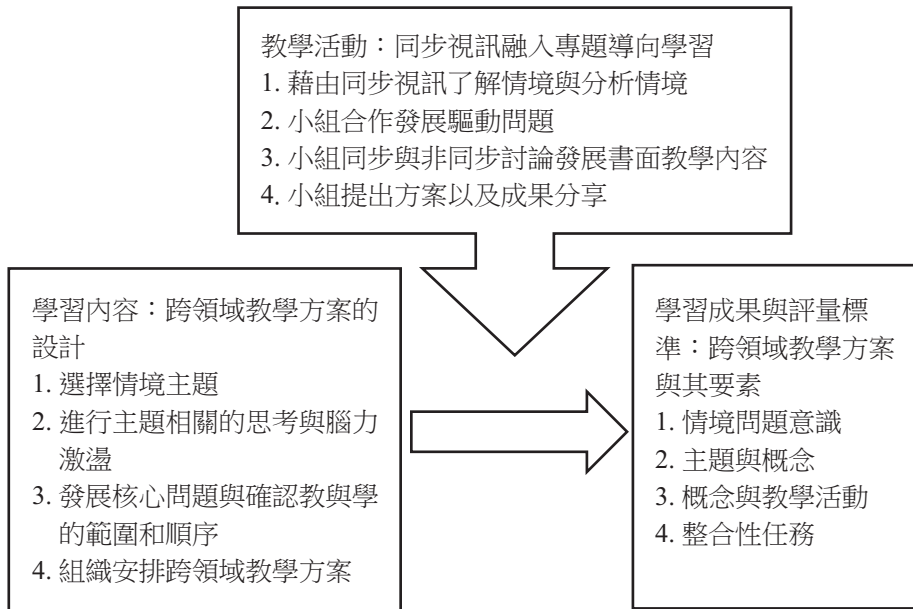 教學活動：同步視訊融入專題導向學習
1. 藉由同步視訊了解情境與分析情境
2. 小組合作發展驅動問題
3. 小組同步與非同步討論發展書面教學內容
4. 小組提出方案以及成果分享
學習內容：跨領域教學方案的
設計
1. 選擇情境主題
2. 進行主題相關的思考與腦力
激盪
3. 發展核心問題與確認教與學
的範圍和順序
4. 組織安排跨領域教學方案
學習成果與評量標
準：跨領域教學方案
與其要素
1. 情境問題意識
2. 主題與概念
3. 概念與教學活動
4. 整合性任務